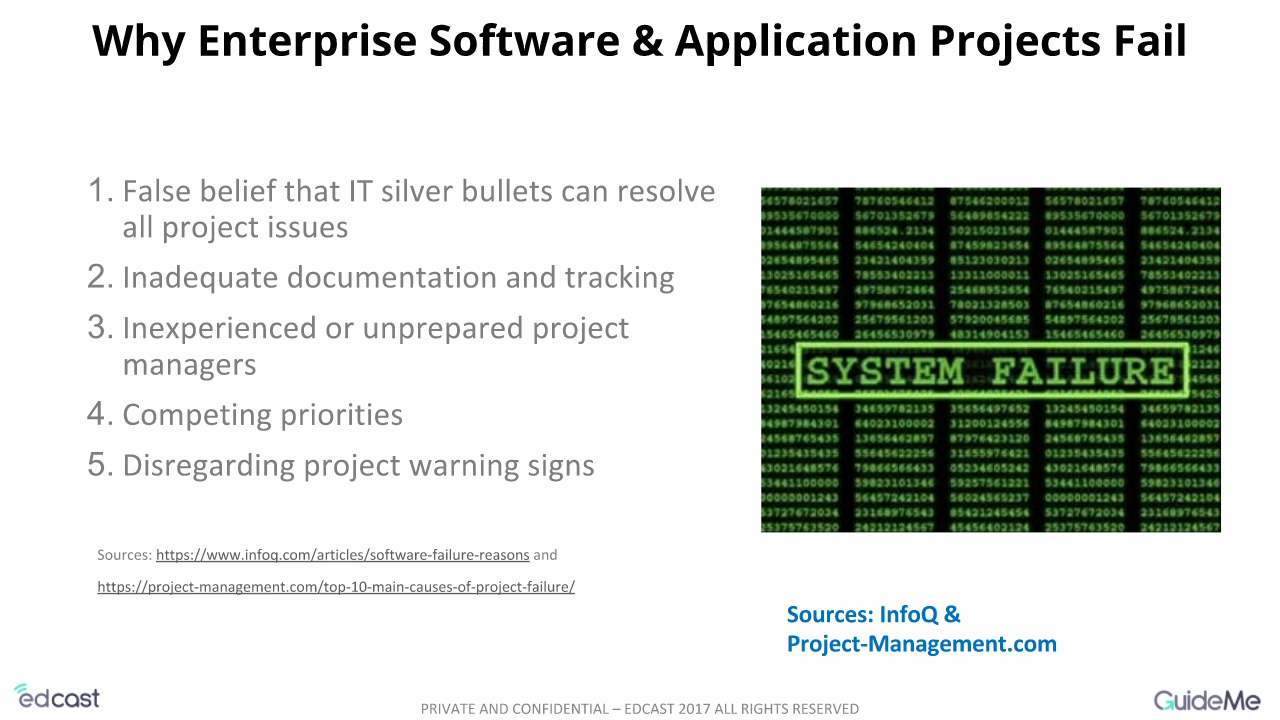 Why Enterprise Software & Application Projects Fail
1. False belief that IT silver bullets can resolve
all project issues
2. Inadequate documentation and tracking
3. Inexperienced or unprepared project
managers
4. Competing priorities
5. Disregarding project warning signs
Sources: https://www.infoq.com/articles/software-failure-reasons and
https://project-management.com/top-10-main-causes-of-project-failure/
SYSTEM FAILURE
Sources: InfoQ &
Project-Management.com
edcast
PRIVATE AND CONFIDENTIAL – EDCAST 2017 ALL RIGHTS RESERVED
GuideMe